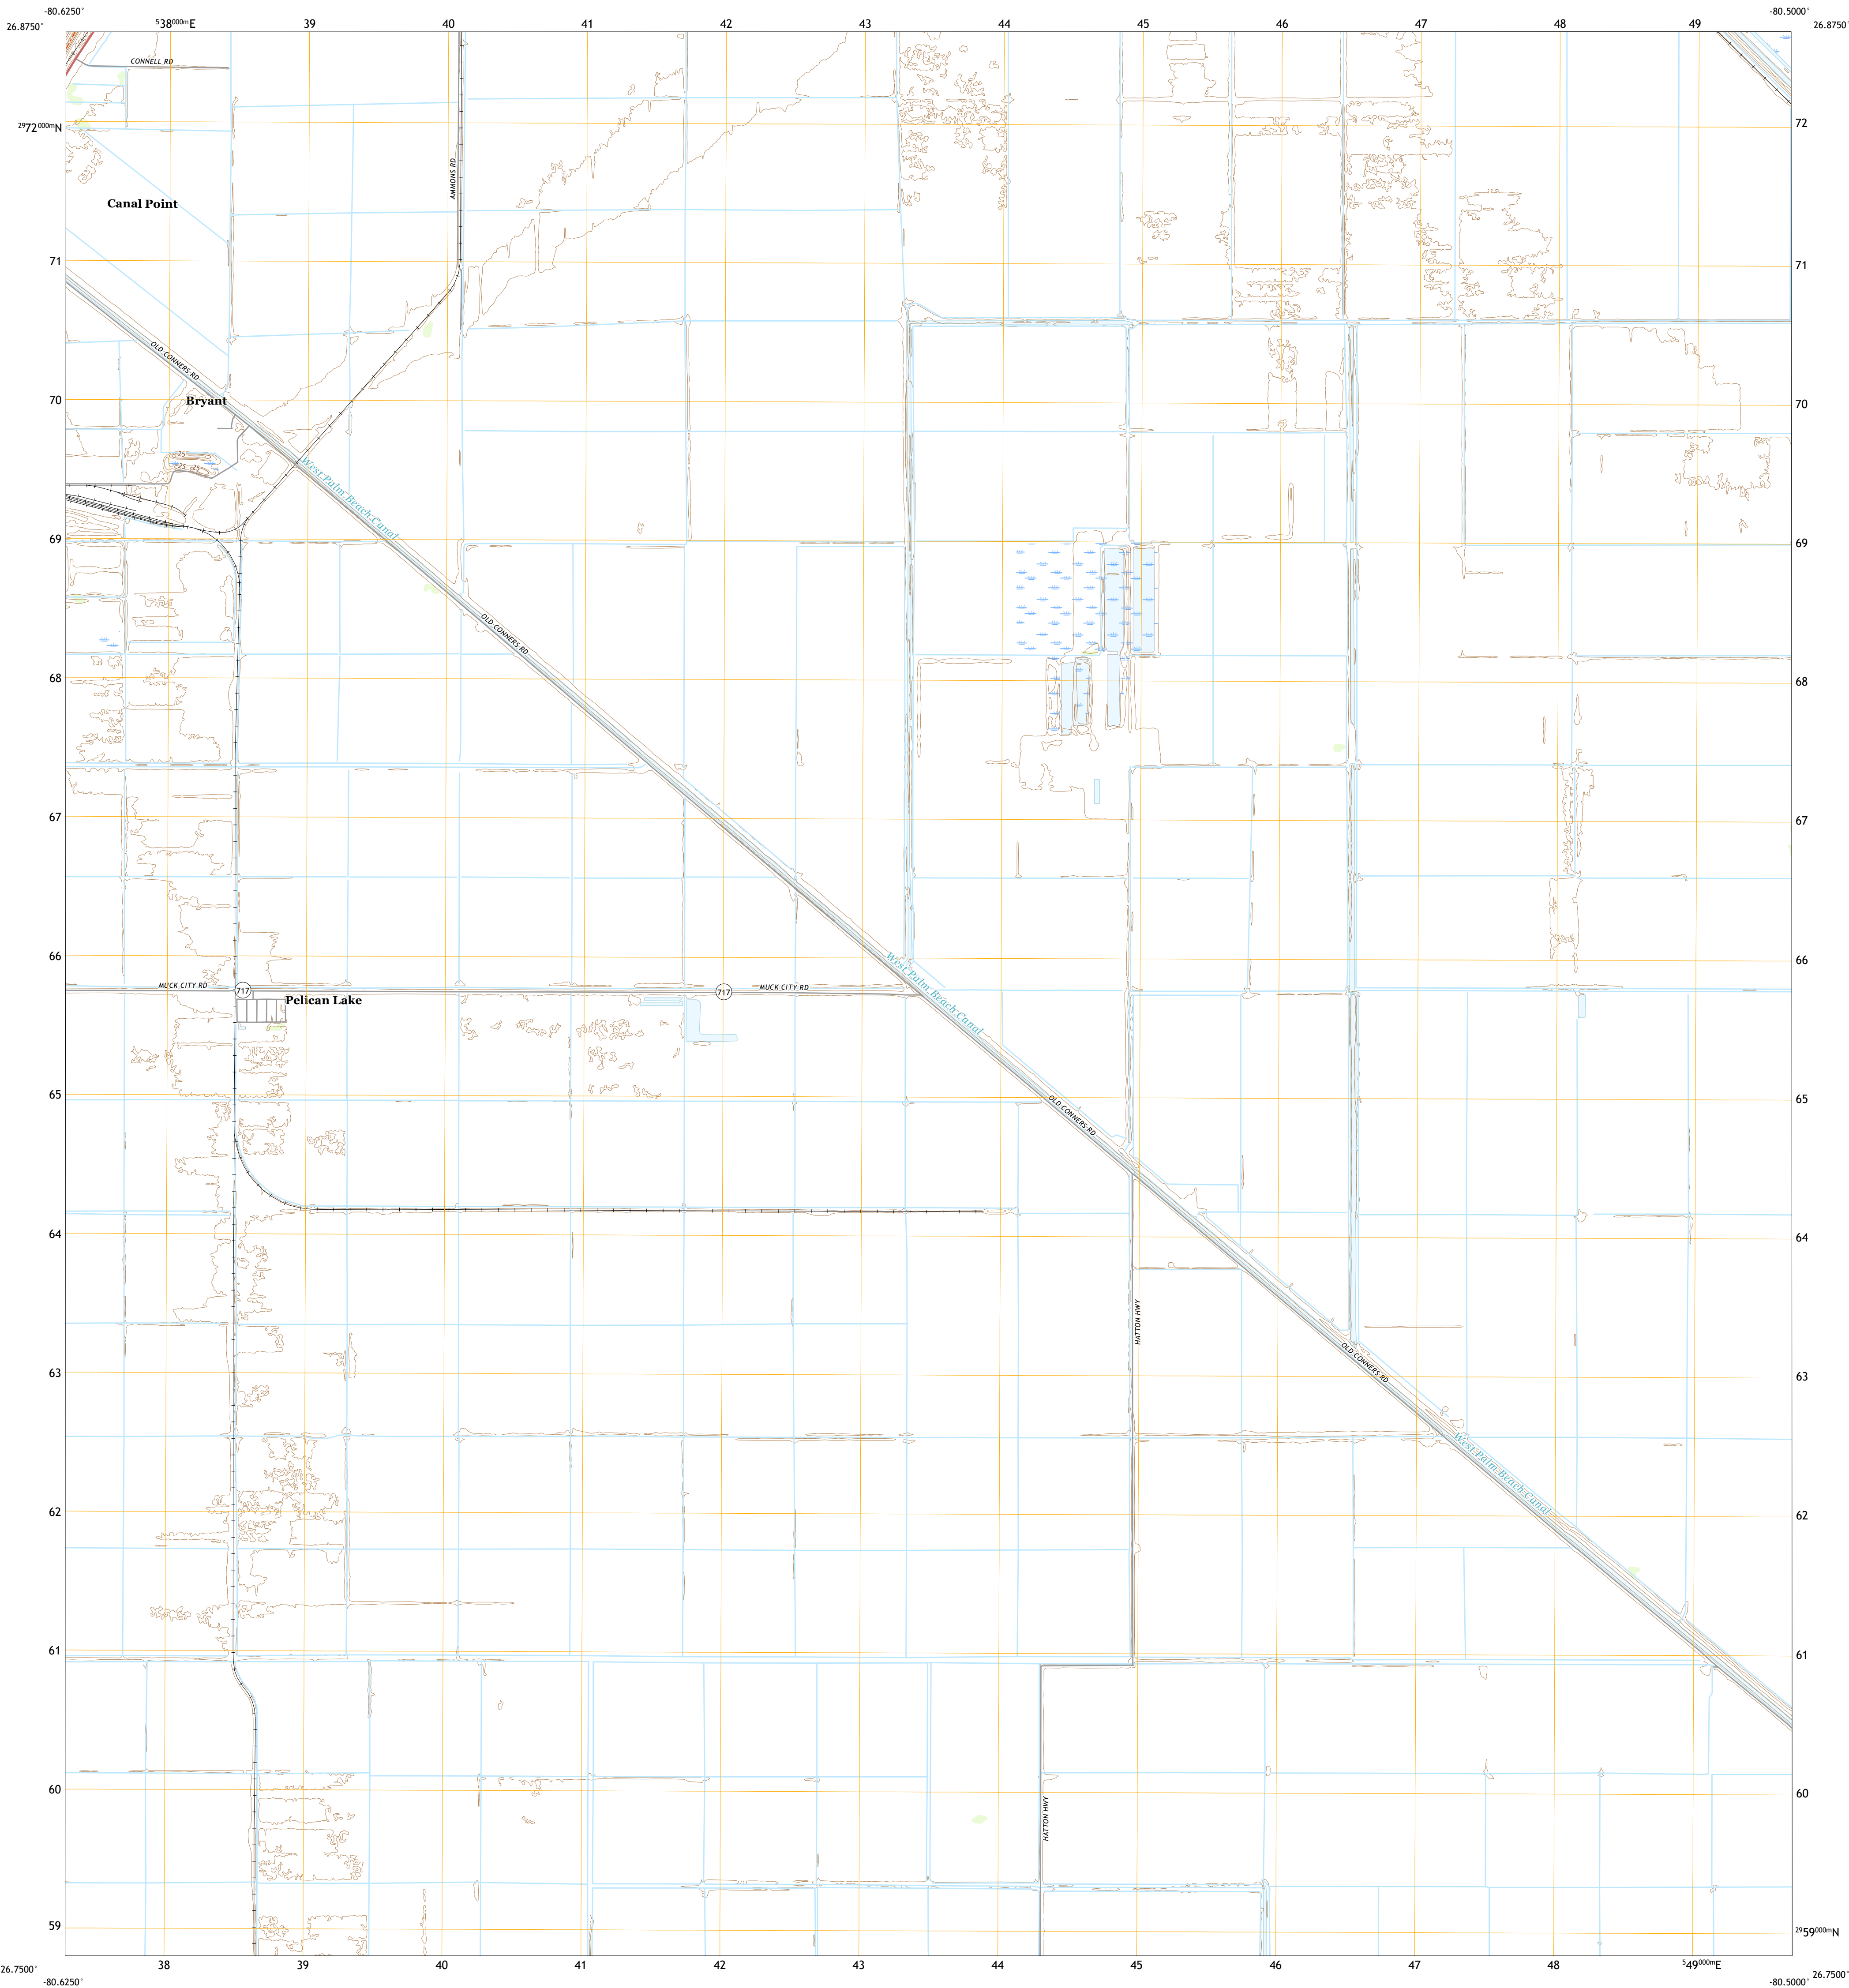 -80.6250° ⁵38⁰⁰⁰ᵐE 39 40 41 42 43 44 45 46 47 48 49 -80.5000°
26.8750° 26.8750°
CONNELL RD
²⁹72⁰⁰⁰ᵐN 72
AMMONS RD
Canal Point
71 71
OLD CONNERS RD
Bryant
70 70
25
25 25
West Palm Beach Canal
69 69
OLD CONNERS RD
68 68
67 67
66 66
West Palm Beach Canal
MUCK CITY RD 717 717 MUCK CITY RD
Pelican Lake
65 65
OLD CONNERS RD
64 64
HATTON HWY
OLD CONNERS RD
63 63
West Palm Beach Canal
62 62
61 61
60 60
HATTON HWY
59 ²⁹59⁰⁰⁰ᵐN
38 39 40 41 42 43 44 45 46 47 48 ⁵49⁰⁰⁰ᵐE
26.7500° 26.7500°
-80.6250° -80.5000°